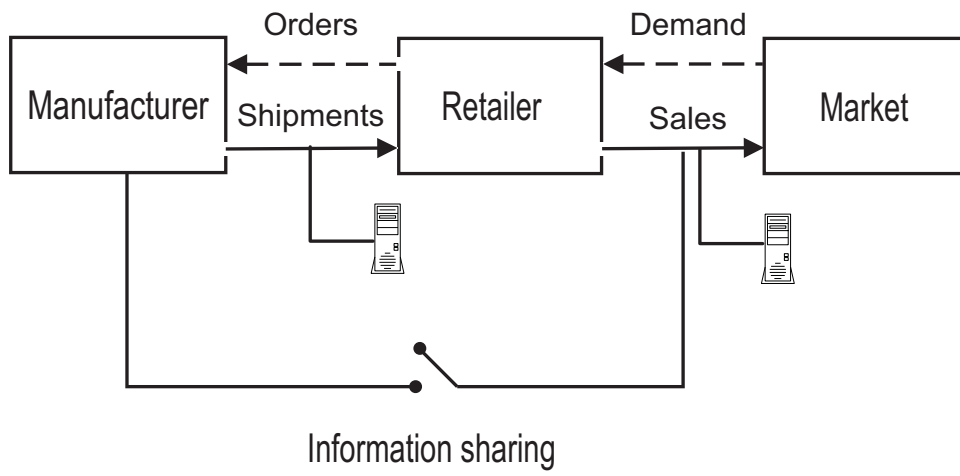 Orders
Demand
Manufacturer
Shipments
Retailer
Sales
Market
Information sharing